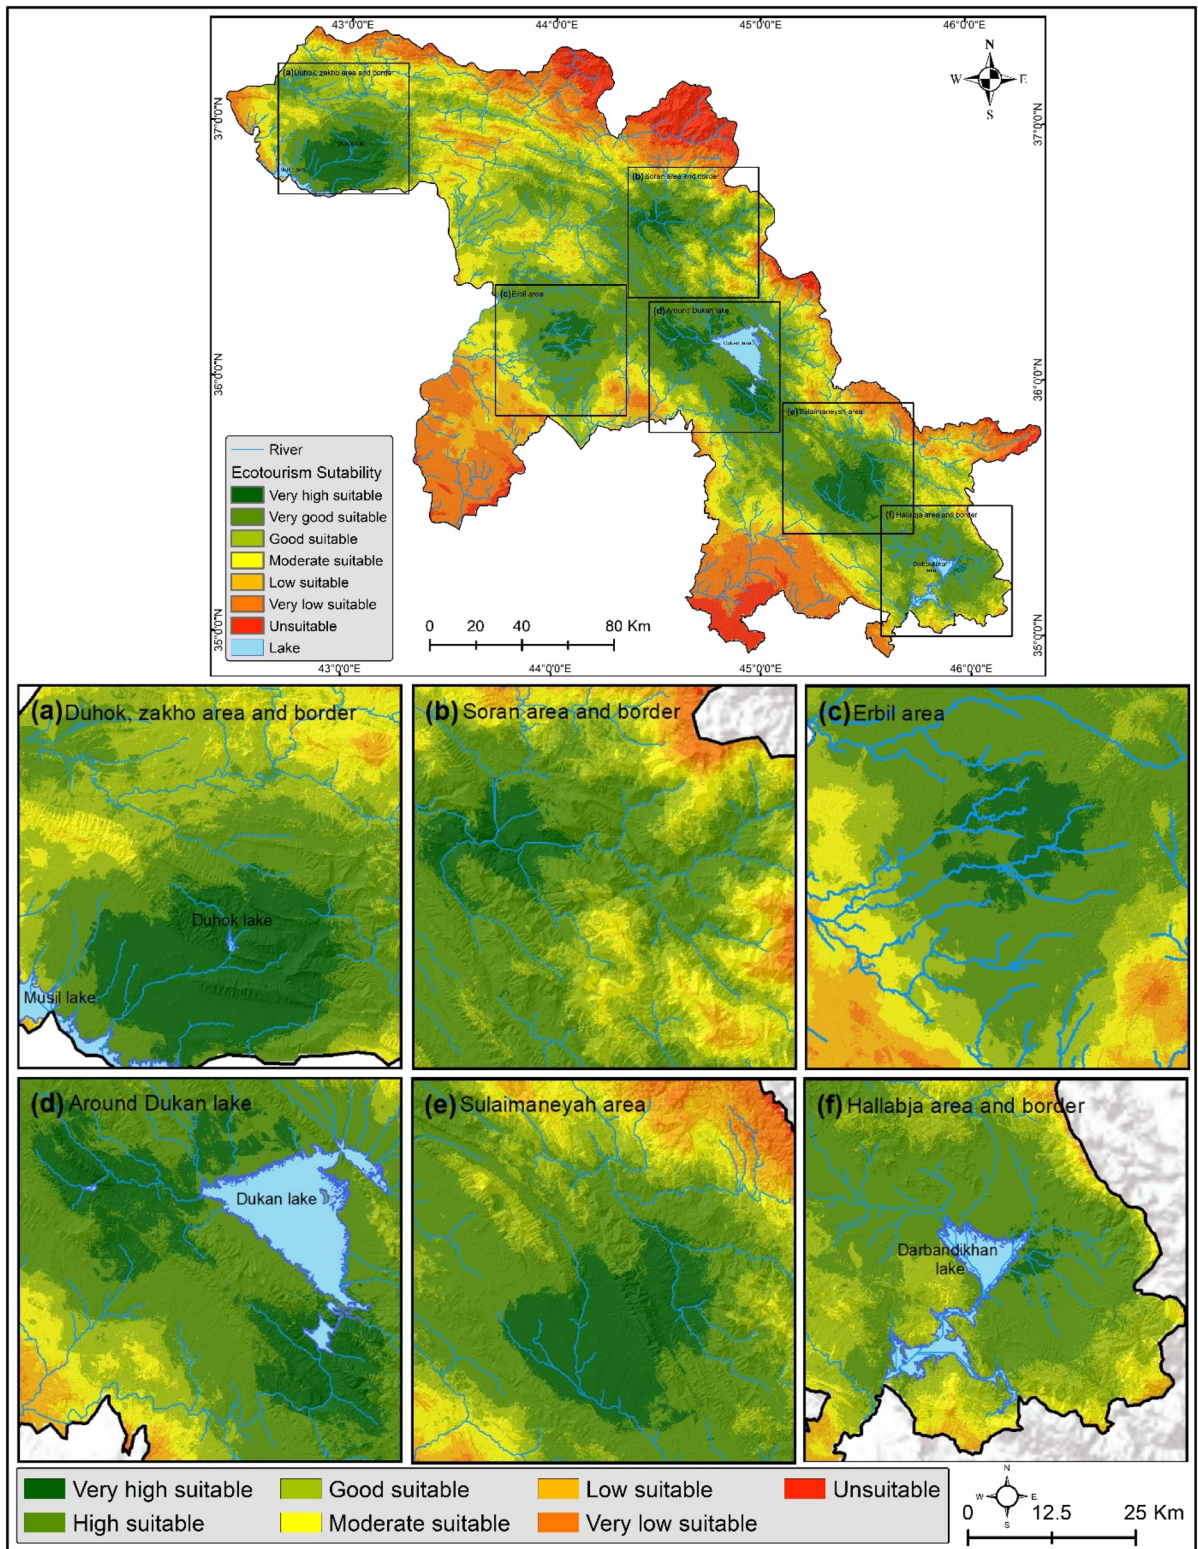 43°0'0"E 44°0'0"E 45°0'0"E 46°0'0"E
N
W E
S
37°0'0"N 37°0'0"N
36°0'0"N 36°0'0"N
35°0'0"N 35°0'0"N
(a) Duhok, zakho area and border
Duhok lake
(b) Soran area and border
(c) Erbil area
(d) Around Dukan lake
Dukan lake
(e) Sulaimaneyah area
(f) Hallabja area and border
Darbandikhan
lake
River
Ecotourism Sutability
Very high suitable
Very good suitable
Good suitable
Moderate suitable
Low suitable
Very low suitable
Unsuitable
Lake
0 20 40 80 Km
43°0'0"E 44°0'0"E 45°0'0"E 46°0'0"E
(a) Duhok, zakho area and border
Duhok lake
Musil lake
(b) Soran area and border
(c) Erbil area
(d) Around Dukan lake
Dukan lake
(e) Sulaimaneyah area
(f) Hallabja area and border
Darbandikhan
lake
Very high suitable Good suitable Low suitable Unsuitable
High suitable Moderate suitable Very low suitable
N
W E
S
0 12.5 25 Km